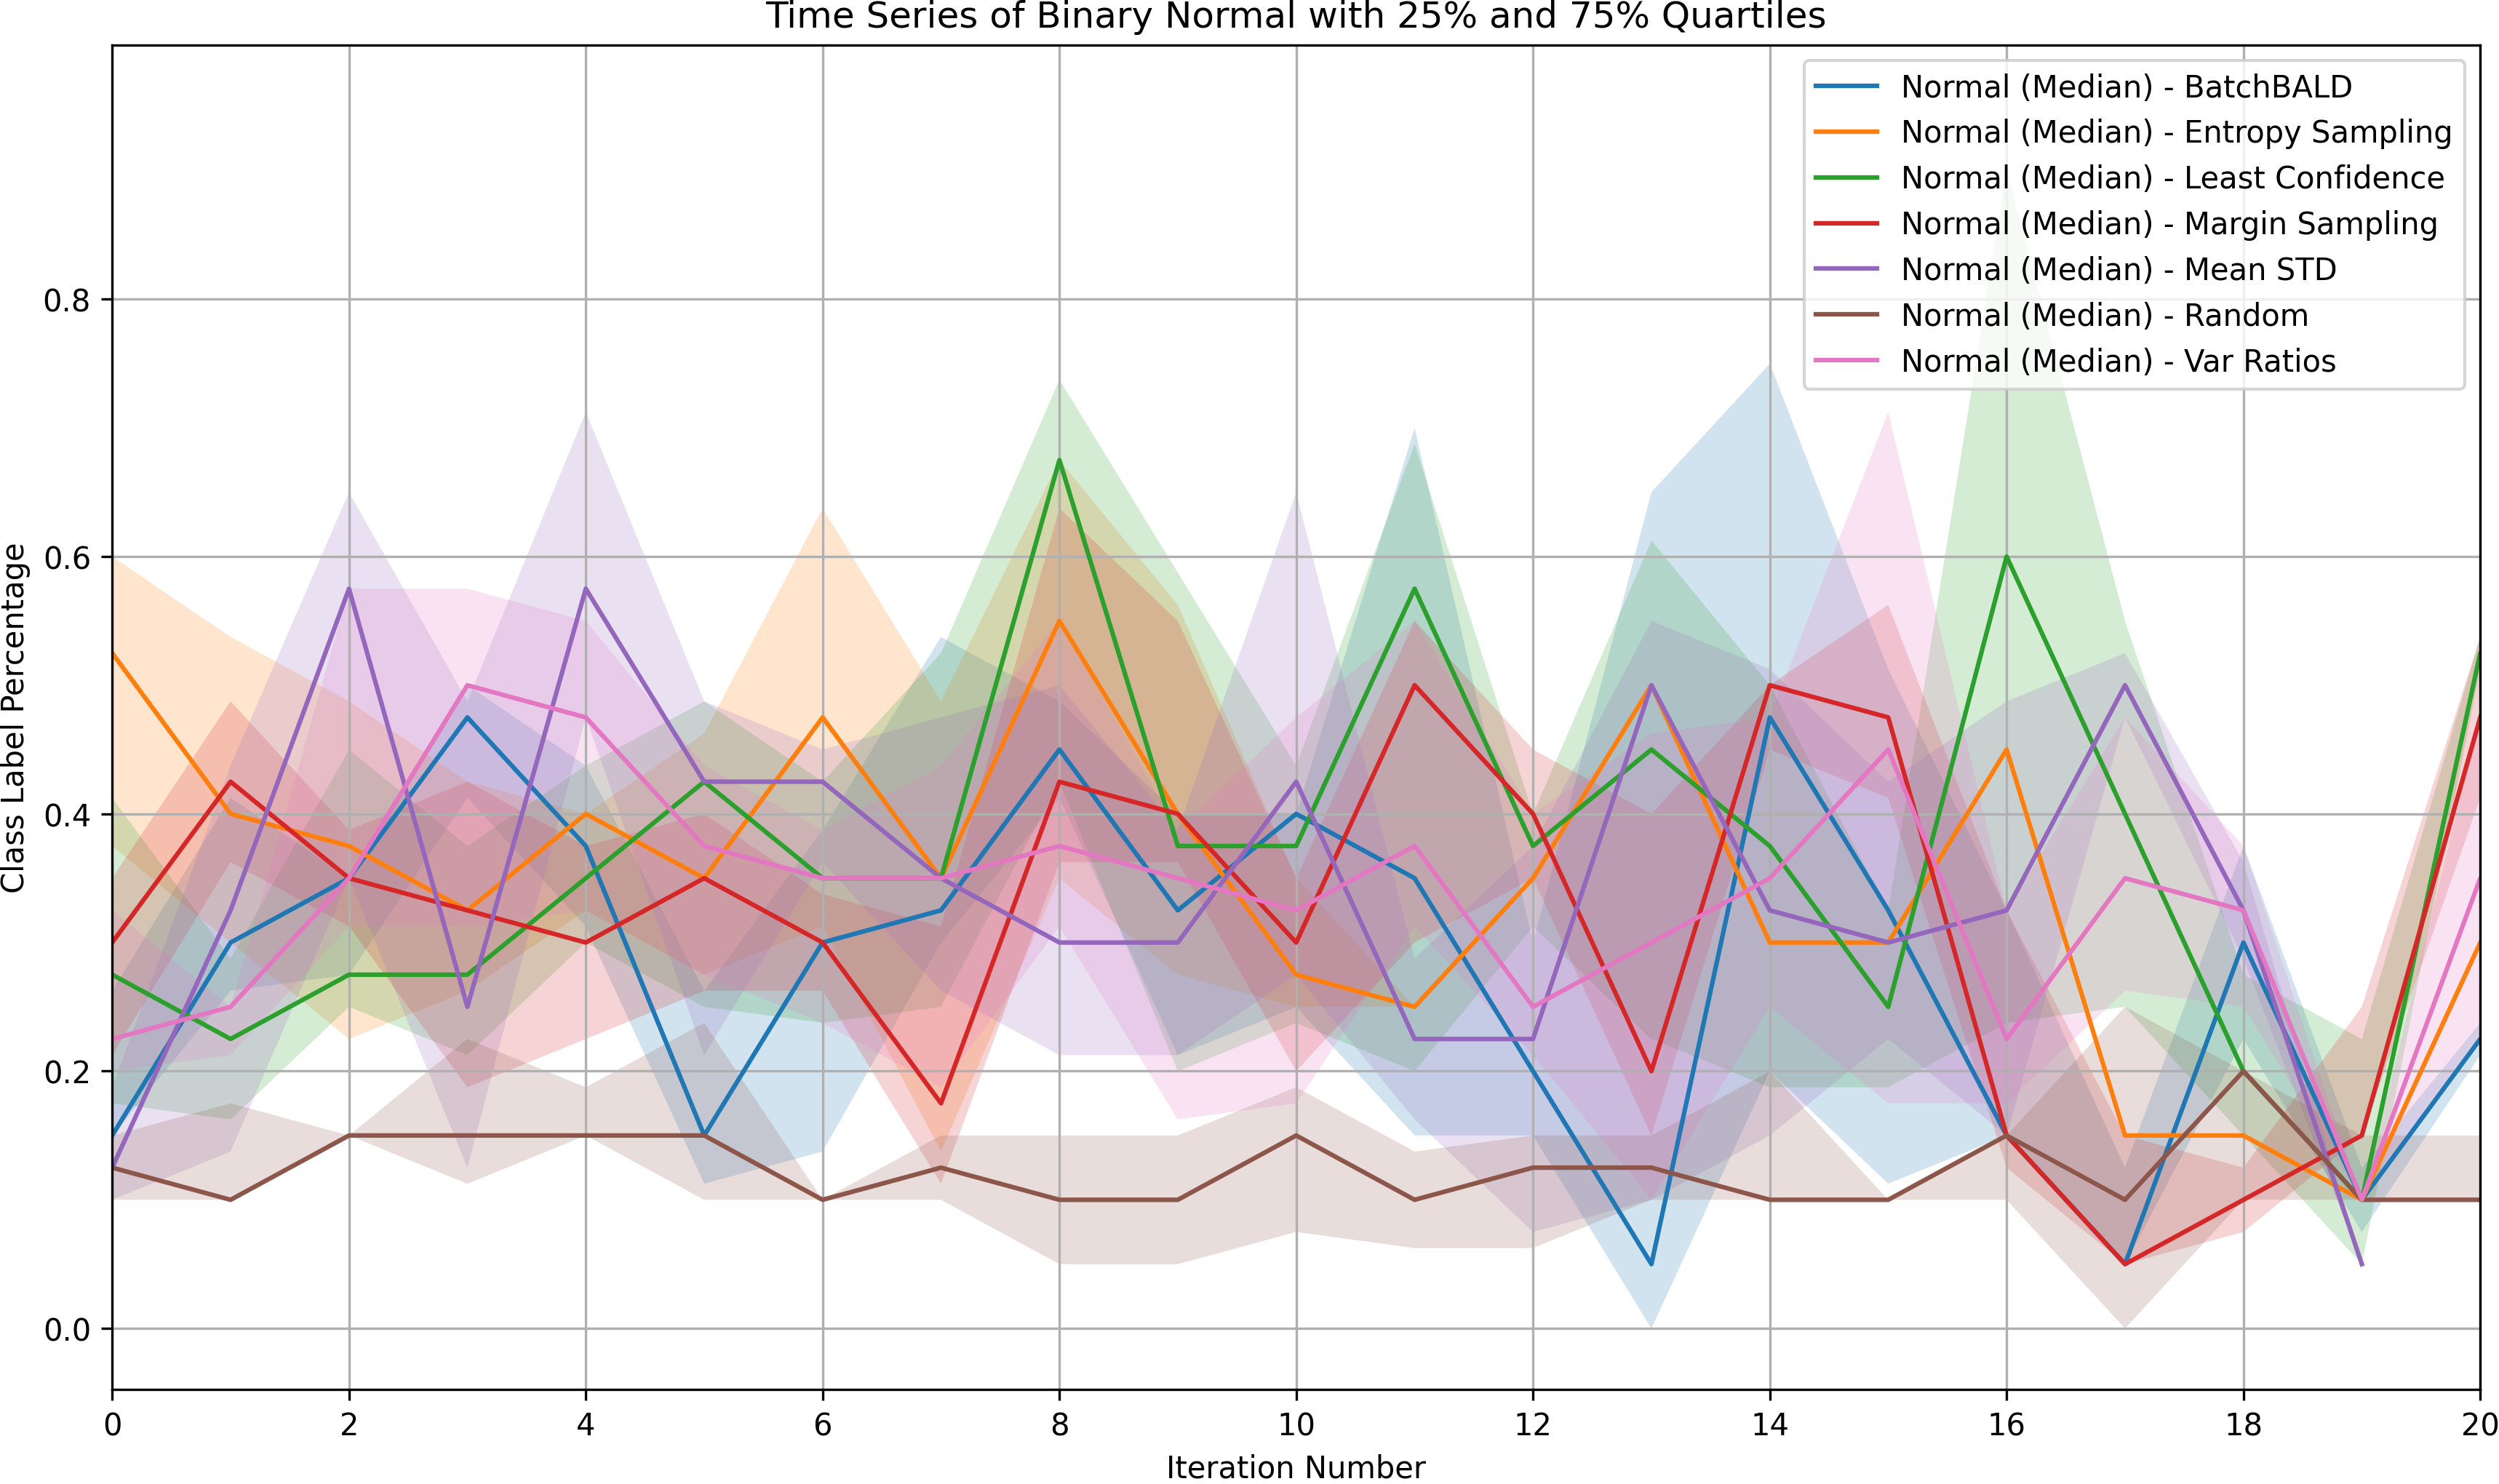 Time Series of Binary Normal with 25% and 75% Quartiles
Normal (Median) - BatchBALD
Normal (Median) - Entropy Sampling
Normal (Median) - Least Confidence
Normal (Median) - Margin Sampling
Normal (Median) - Mean STD
Normal (Median) - Random
Normal (Median) - Var Ratios
Class Label Percentage
0.8
0.6
0.4
0.2
0.0
0 2 4 6 8 10 12 14 16 18 20
Iteration Number